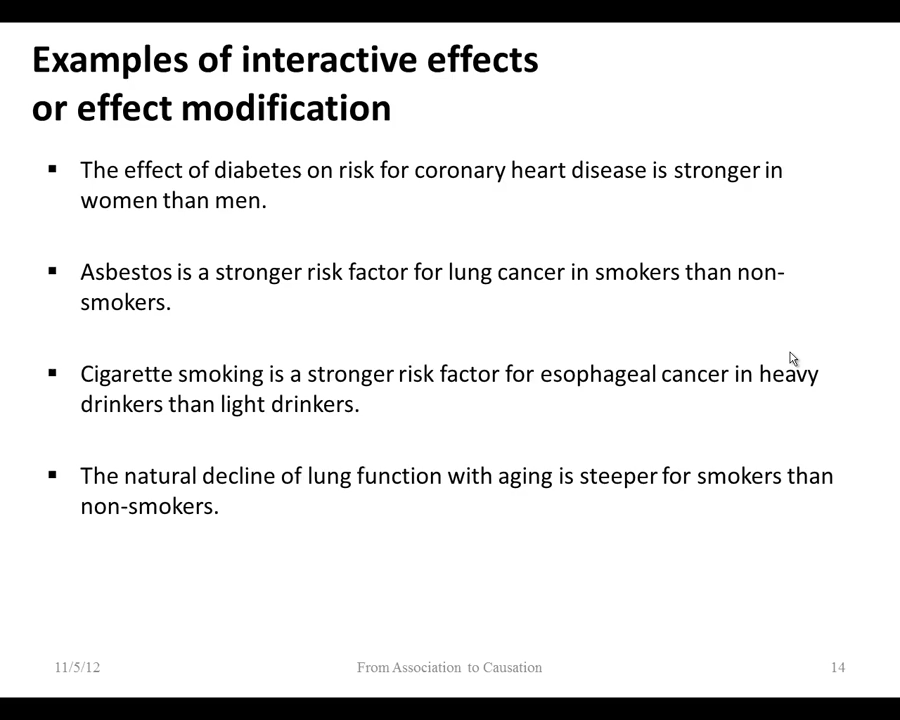 Examples of interactive effects
or effect modification
▪ The effect of diabetes on risk for coronary heart disease is stronger in
women than men.
▪ Asbestos is a stronger risk factor for lung cancer in smokers than non-
smokers.
▪ Cigarette smoking is a stronger risk factor for esophageal cancer in heavy
drinkers than light drinkers.
▪ The natural decline of lung function with aging is steeper for smokers than
non-smokers.
11/5/12 From Association to Causation 14